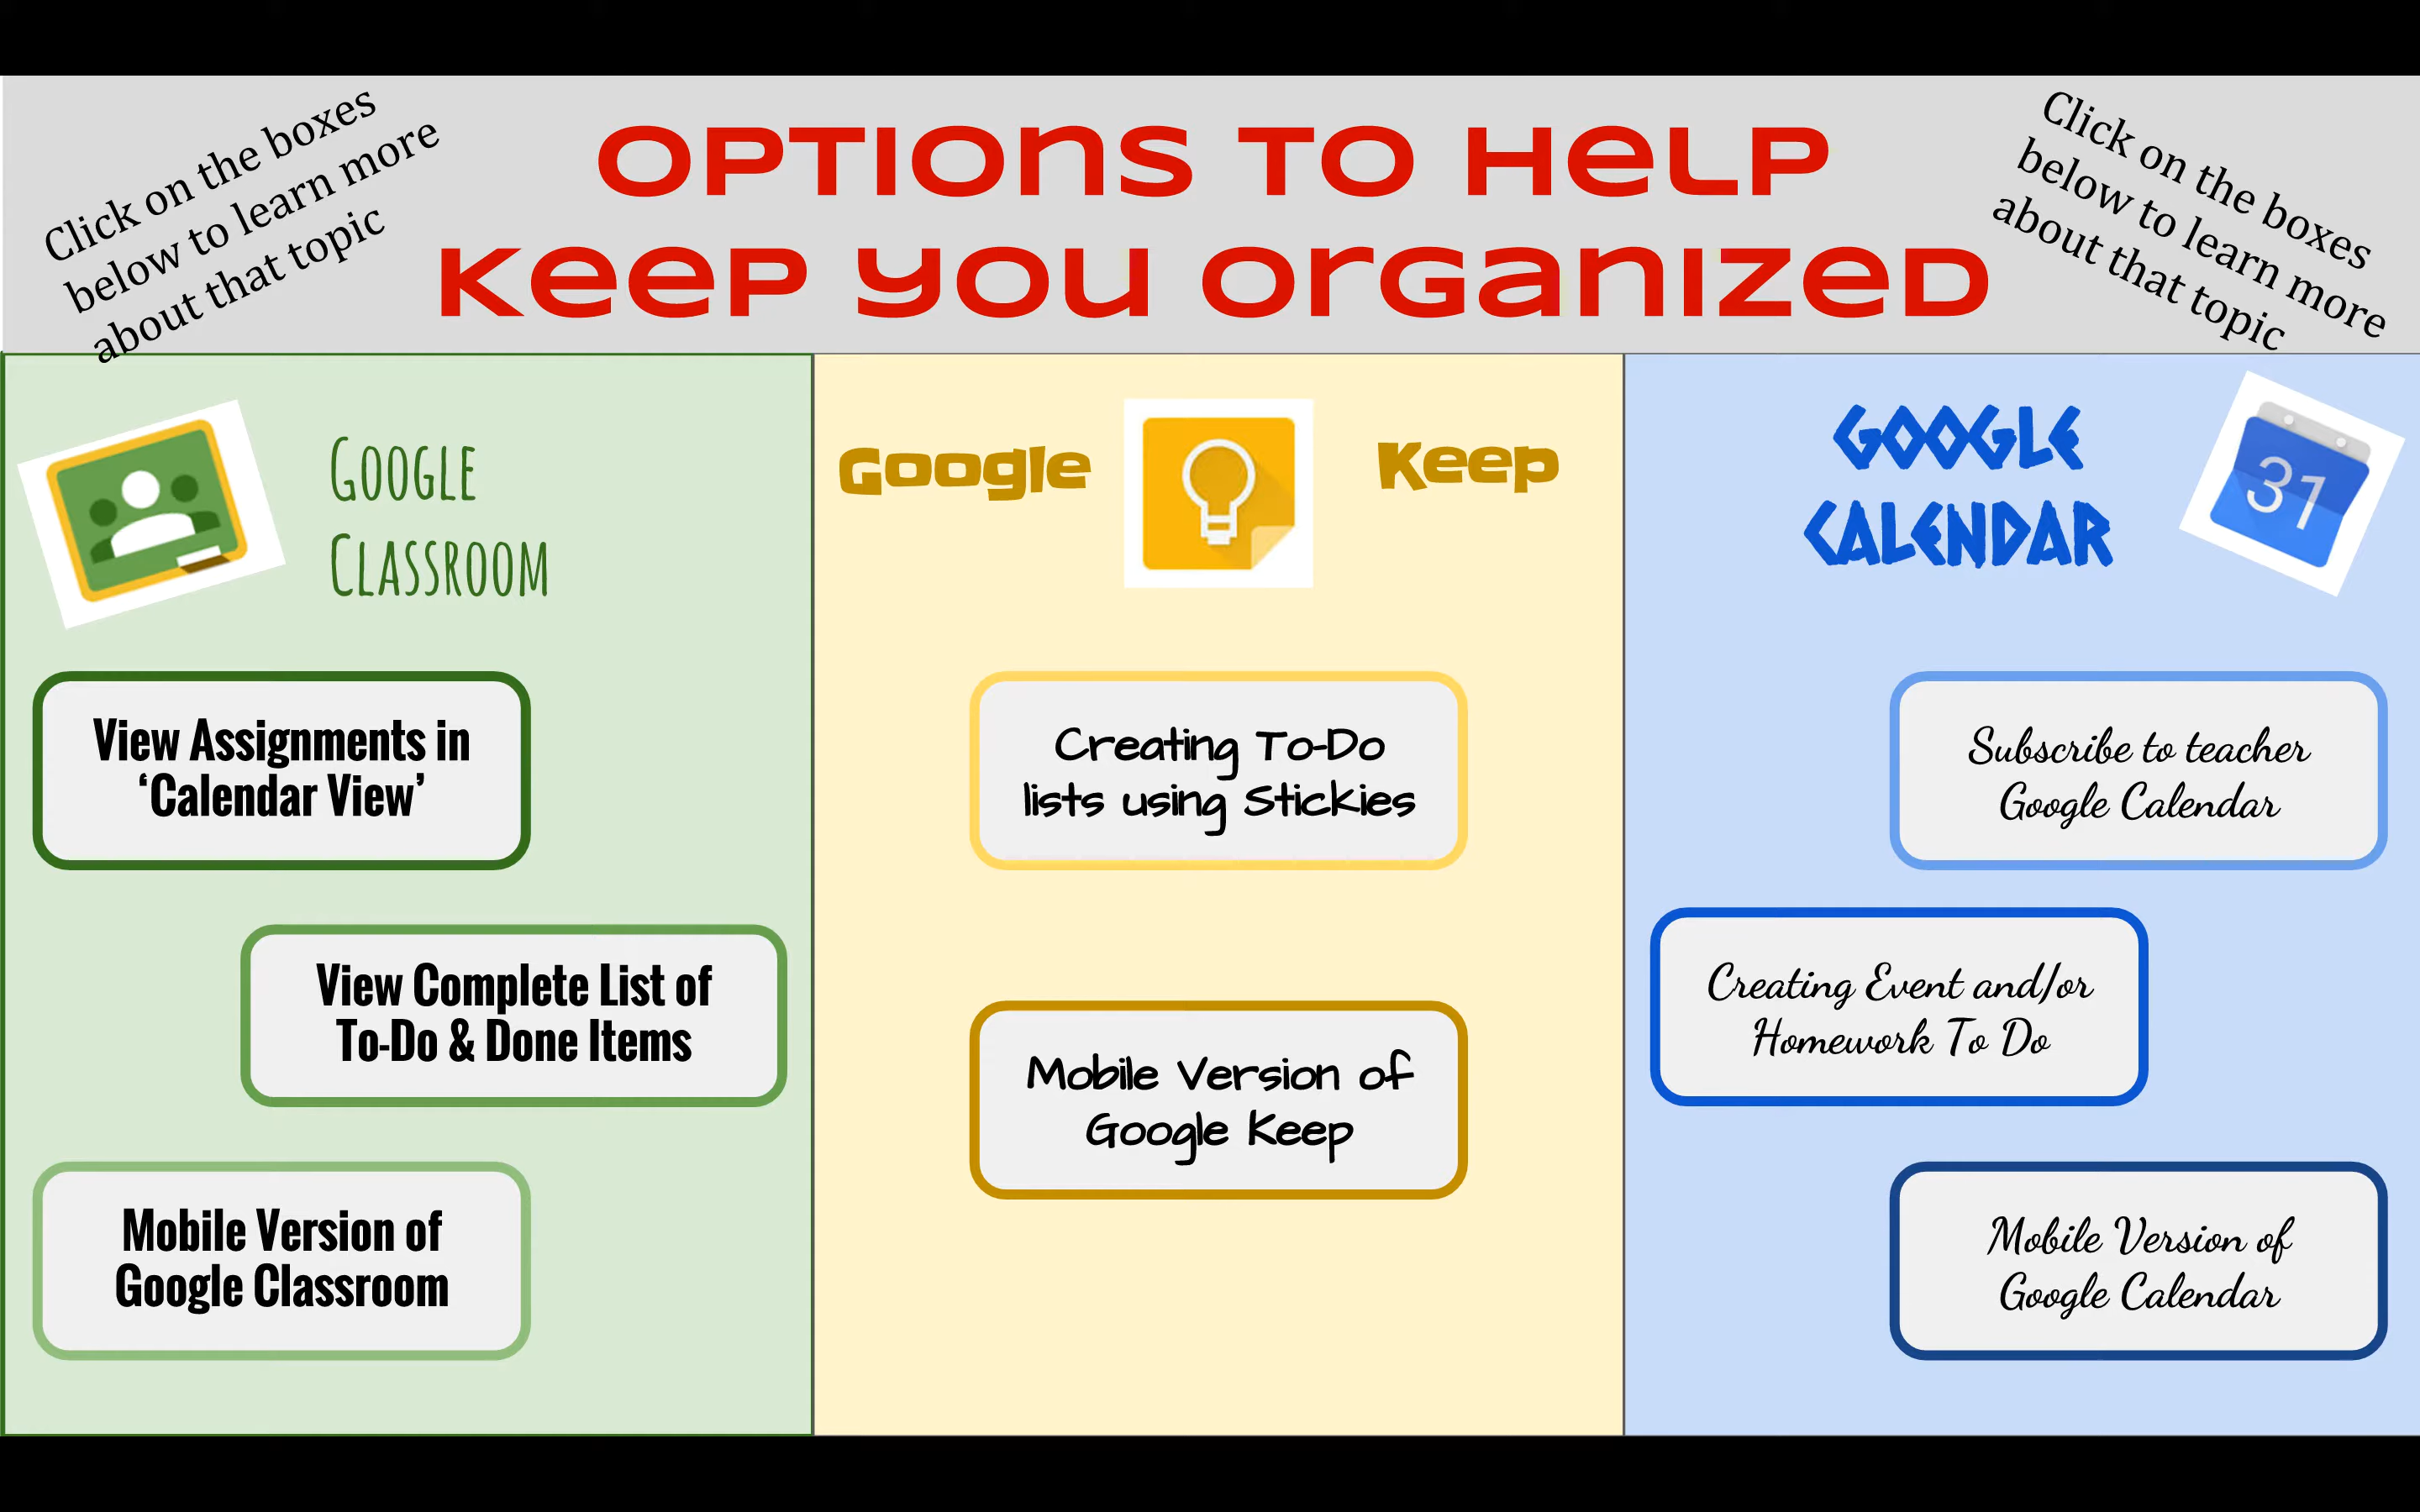 Click on the boxes
below to learn more
about that topic
OPTIONS TO HELP
KEEP YOU ORGANIZED
Click on the boxes
below to learn more
about that topic
GOOGLE
CLASSROOM
View Assignments in
‘Calendar View’
View Complete List of
To-Do & Done Items
Mobile Version of
Google Classroom
Google Keep
Creating To-Do
lists using Stickies
Mobile Version of
Google Keep
GOOGLE
CALENDAR
31
Subscribe to teacher
Google Calendar
Creating Event and/or
Homework To Do
Mobile Version of
Google Calendar